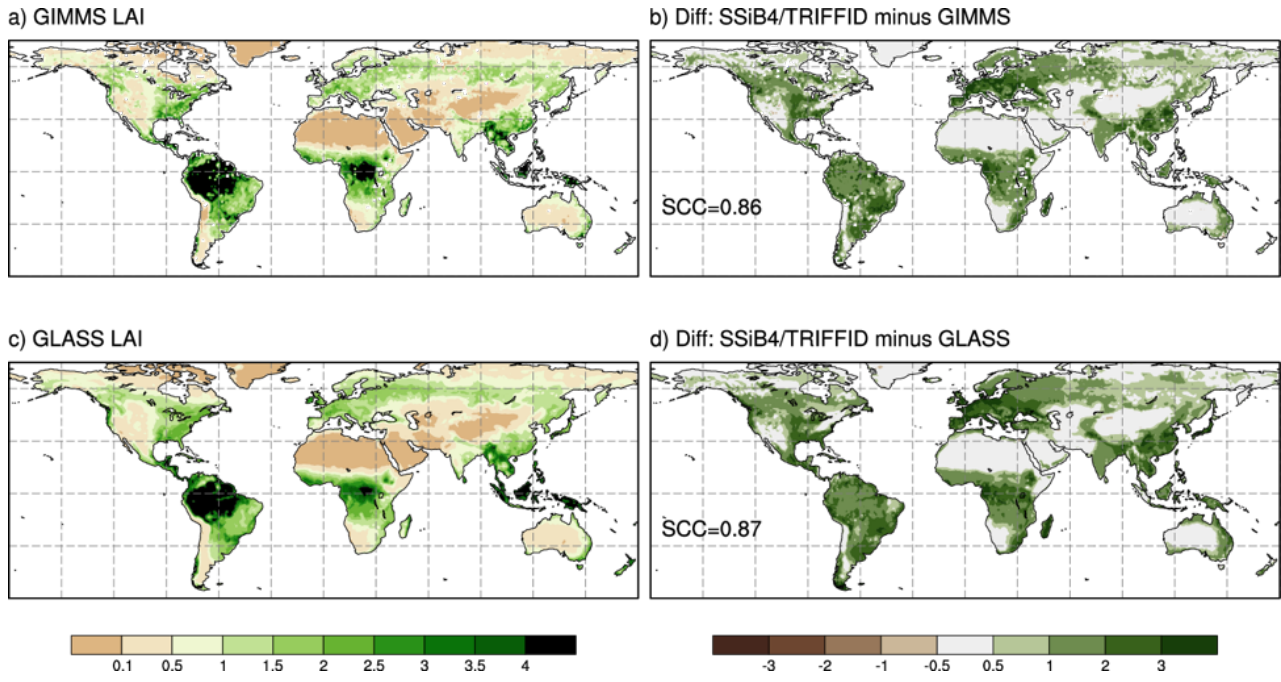 a) GIMMS LAI
b) Diff: SSiB4/TRIFFID minus GIMMS
SCC=0.86
c) GLASS LAI
d) Diff: SSiB4/TRIFFID minus GLASS
SCC=0.87
0.1 0.5 1 1.5 2 2.5 3 3.5 4
-3 -2 -1 -0.5 0.5 1 2 3